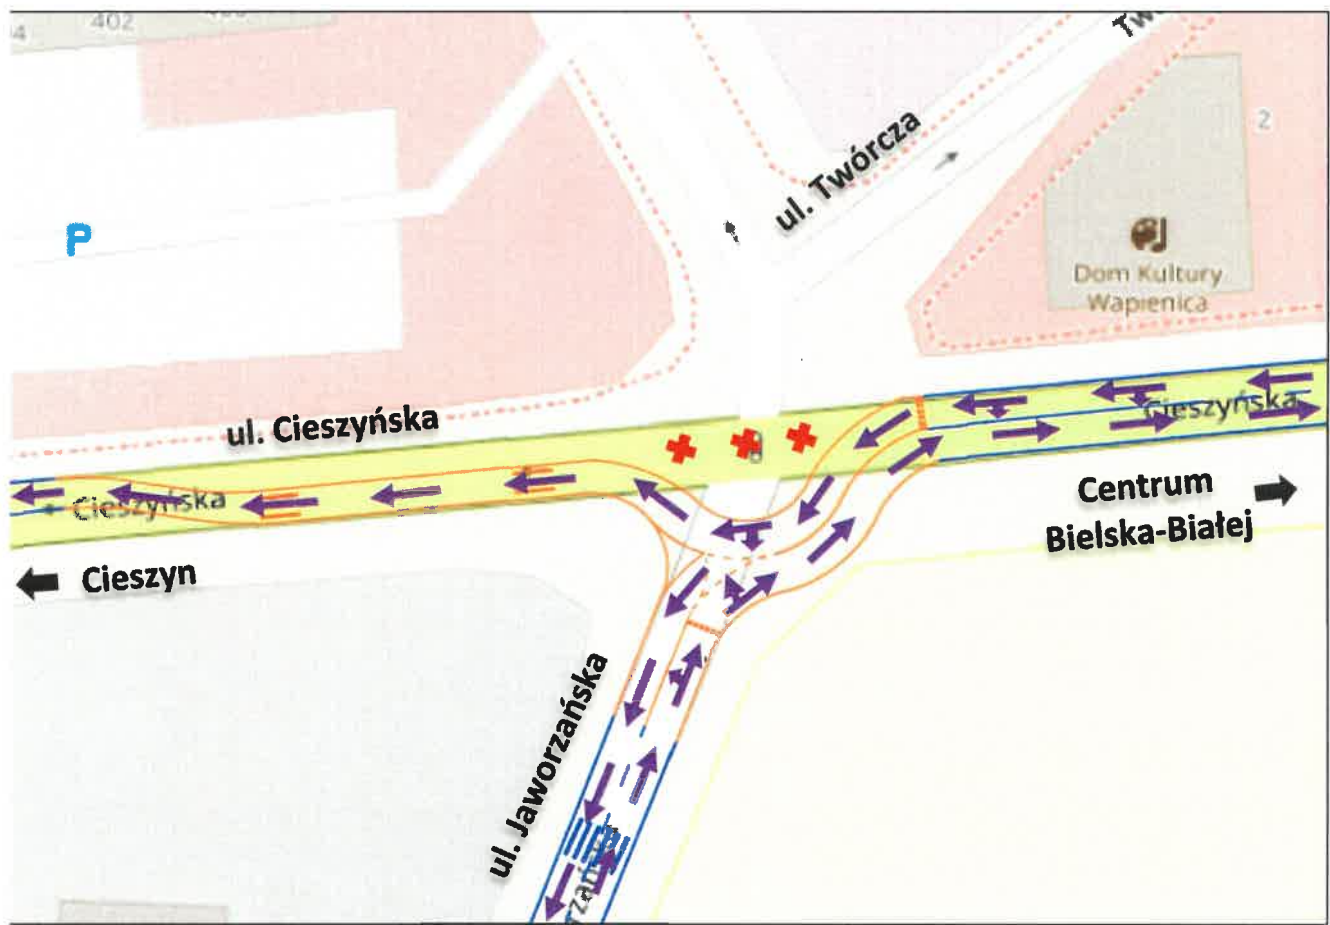 402
2
P
ul. Twórcza
Dom Kultury
Wapienica
ul. Cieszyńska
Cieszyńska
Cieszyńska
Centrum
Bielska-Białej
Cieszyn
ul. Jaworzańska